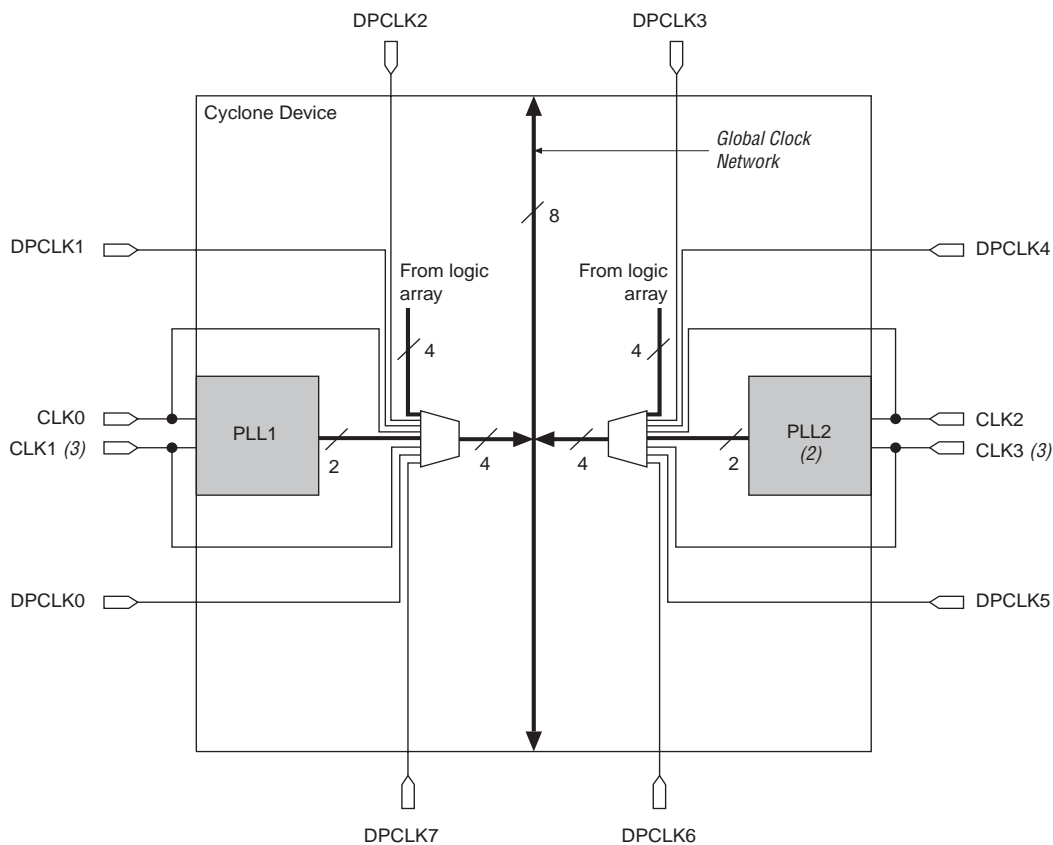 DPCLK2
DPCLK3
Cyclone Device
Global Clock
Network
8
DPCLK1
DPCLK4
From logic
array
From logic
array
4
4
CLK0
CLK1 (3)
PLL1
2
4
4
2
PLL2
(2)
CLK2
CLK3 (3)
DPCLK0
DPCLK5
DPCLK7
DPCLK6